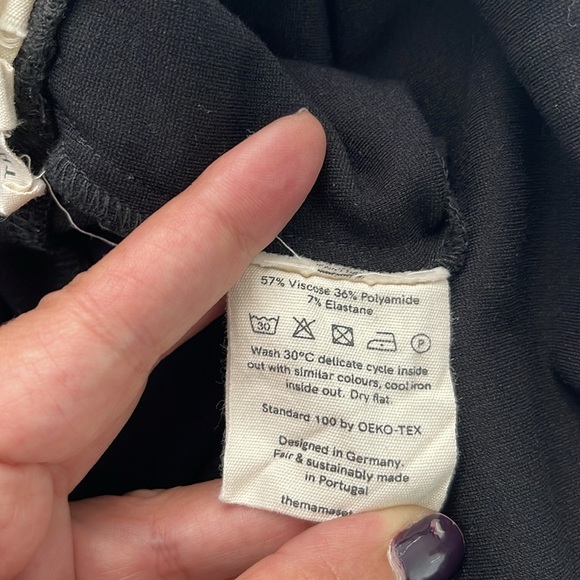 57% Viscose 36% Polyamide
7% Elastane
30
P
Wash 30°C delicate cycle inside
out with similar colours, cool iron
inside out. Dry flat.
Standard 100 by OEKO-TEX
Designed in Germany.
Fair & sustainably made
in Portugal